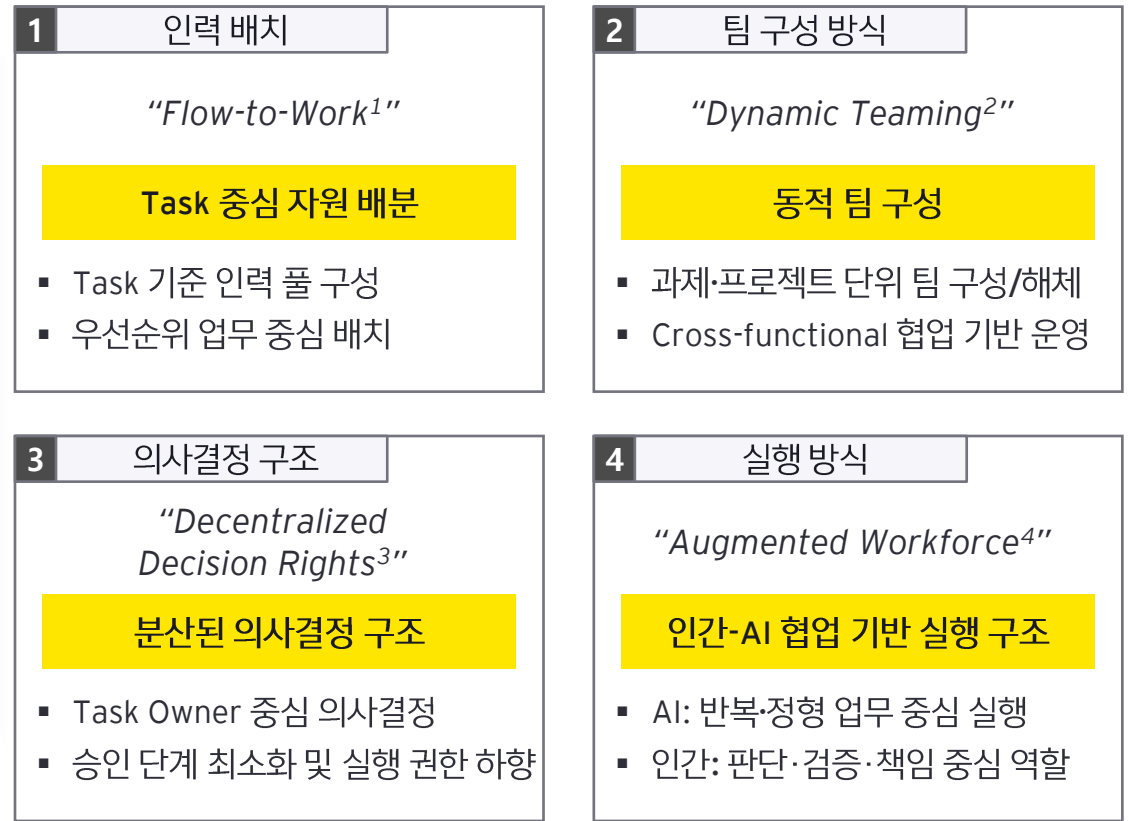 1 인력 배치
“Flow-to-Work¹”
Task 중심 자원 배분
▪ Task 기준 인력 풀 구성
▪ 우선순위 업무 중심 배치
2 팀 구성 방식
“Dynamic Teaming²”
동적 팀 구성
▪ 과제·프로젝트 단위 팀 구성/해체
▪ Cross-functional 협업 기반 운영
3 의사결정 구조
“Decentralized
Decision Rights³”
분산된 의사결정 구조
▪ Task Owner 중심 의사결정
▪ 승인 단계 최소화 및 실행 권한 하향
4 실행 방식
“Augmented Workforce⁴”
인간-AI 협업 기반 실행 구조
▪ AI: 반복·정형 업무 중심 실행
▪ 인간: 판단·검증·책임 중심 역할